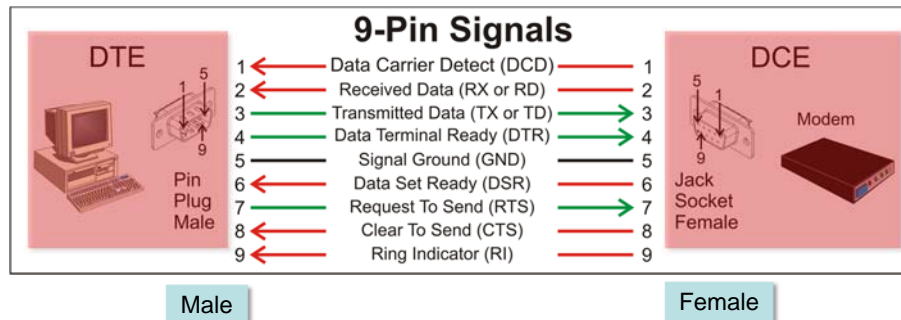 9-Pin Signals
DTE
DCE
1 Data Carrier Detect (DCD) 1
2 Received Data (RX or RD) 2
3 Transmitted Data (TX or TD) 3
4 Data Terminal Ready (DTR) 4
5 Signal Ground (GND) 5
6 Data Set Ready (DSR) 6
7 Request To Send (RTS) 7
8 Clear To Send (CTS) 8
9 Ring Indicator (RI) 9
1 5
9
Pin
Plug
Male
5 1
9
Modem
Jack
Socket
Female
Male
Female